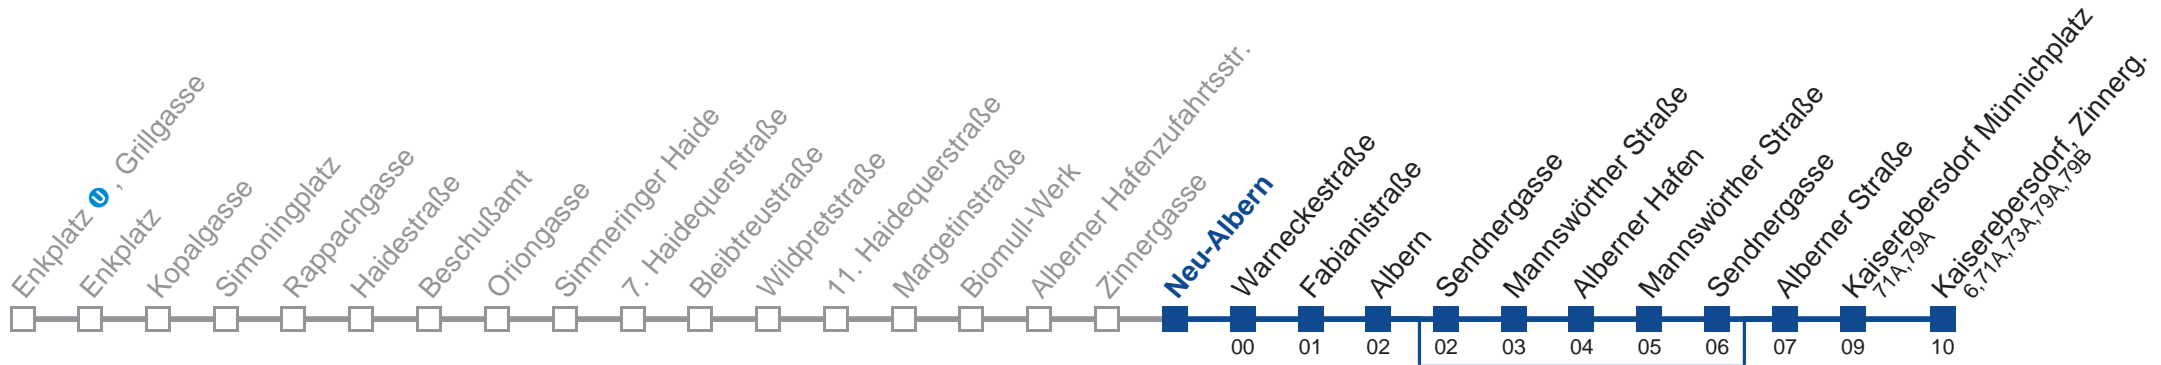 Enkplatz U , Grillgasse
Enkplatz
Kopalgasse
Simoningplatz
Rappachgasse
Haidestraße
Beschußamt
Oriongasse
Simmeringer Haide
7. Haidequerstraße
Bleibtreustraße
Wildpretstraße
11. Haidequerstraße
Margetinstraße
Biomull-Werk
Alberner Hafenzufahrtsstr.
Zinnergasse
Neu-Albern
Warneckestraße
Fabianistraße
Albern
Sendnergasse
Mannswörther Straße
Alberner Hafen
Mannswörther Straße
Sendnergasse
Alberner Straße
Kaiserebersdorf Münnichplatz
71A,79A
Kaiserebersdorf, Zinnerg.
6,71A,73A,79A,79B
00 01 02 02 03 04 05 06 07 09 10